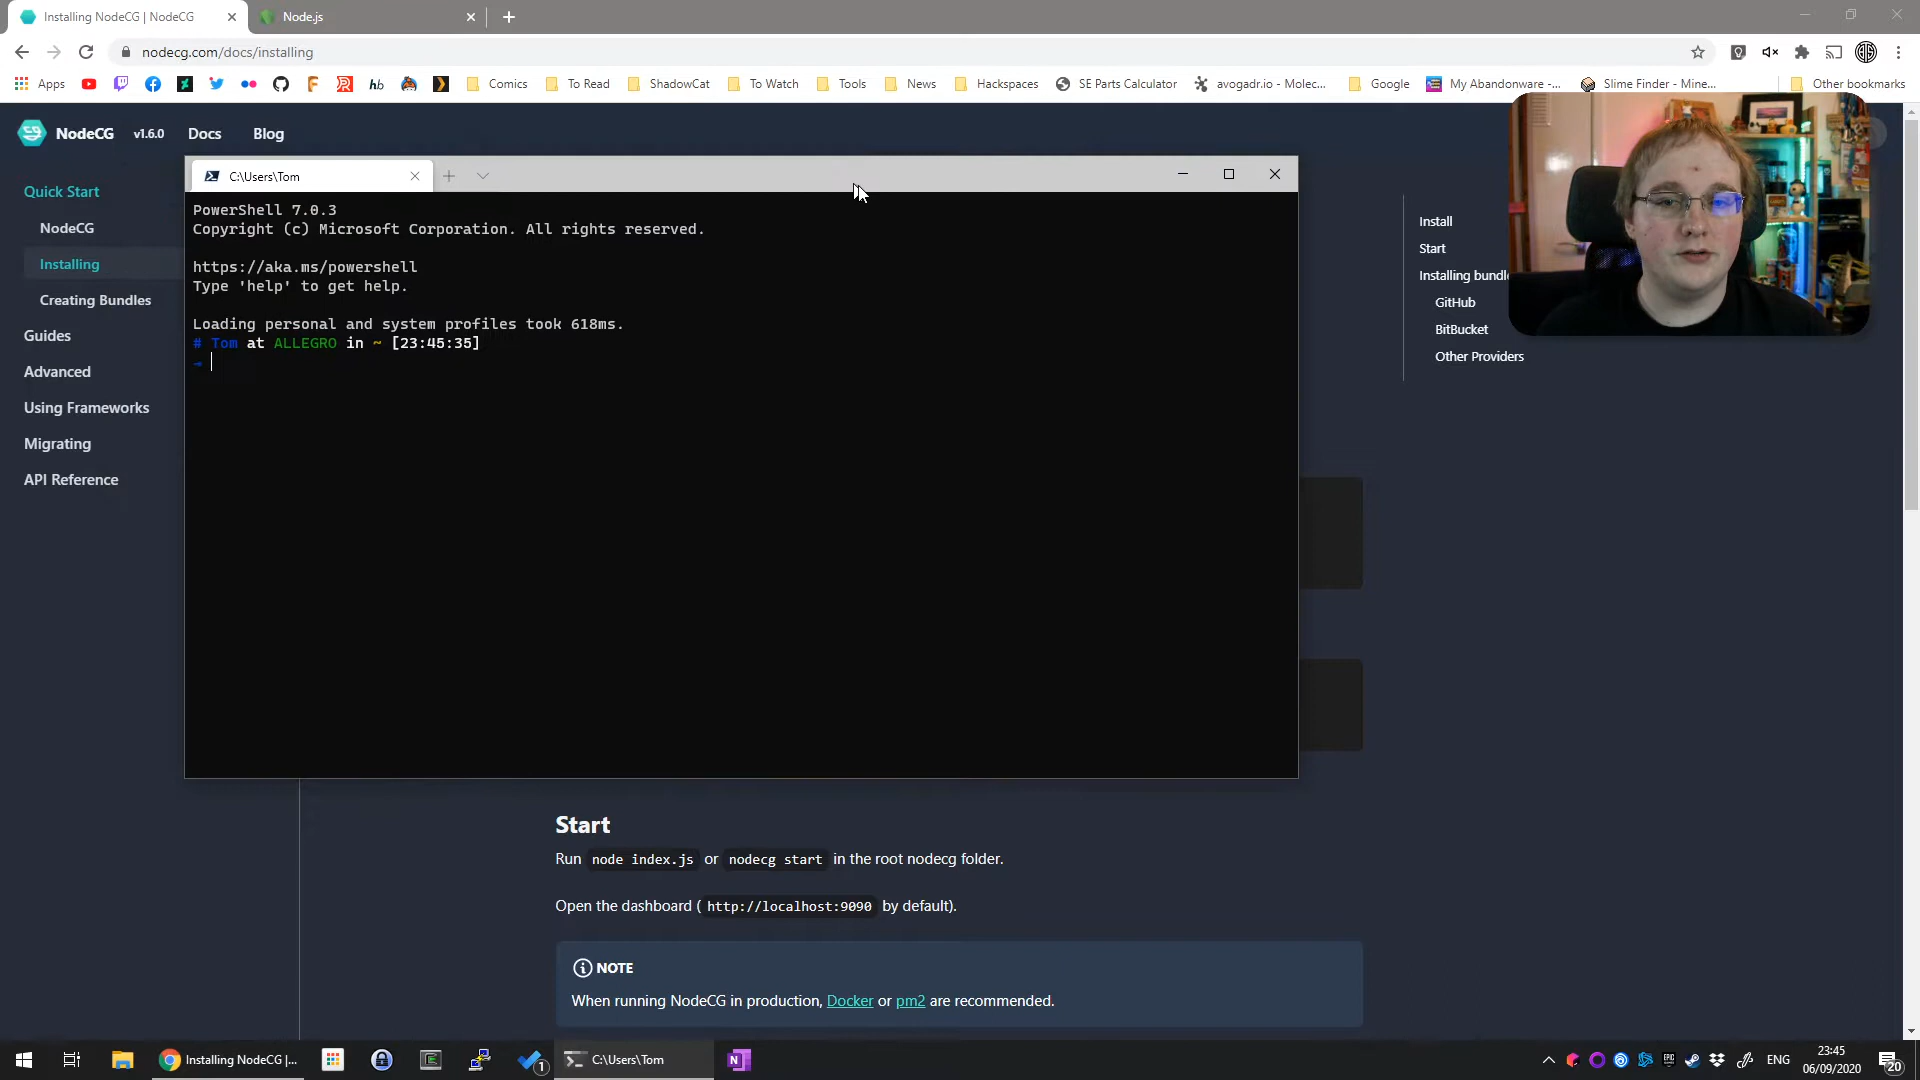 Installing NodeCG | NodeCG
Node.js
nodecg.com/docs/installing
Apps
hb
Comics
To Read
ShadowCat
To Watch
Tools
News
Hackspaces
SE Parts Calculator
avogadr.io - Molec...
Google
My Abandonware -...
Slime Finder - Mine...
Other bookmarks
NodeCG v1.6.0 Docs Blog
Quick Start
NodeCG
Installing
Creating Bundles
Guides
Advanced
Using Frameworks
Migrating
API Reference
C:\Users\Tom
PowerShell 7.0.3
Copyright (c) Microsoft Corporation. All rights reserved.
https://aka.ms/powershell
Type 'help' to get help.
Loading personal and system profiles took 618ms.
# Tom at ALLEGRO in ~ [23:45:35]
→
Install
Start
Installing bundle
GitHub
BitBucket
Other Providers
Start
Run node index.js or nodecg start in the root nodecg folder.
Open the dashboard ( http://localhost:9090 by default).
NOTE
When running NodeCG in production, Docker or pm2 are recommended.
Installing NodeCG |...
1
C:\Users\Tom
ENG
23:45
06/09/2020
20